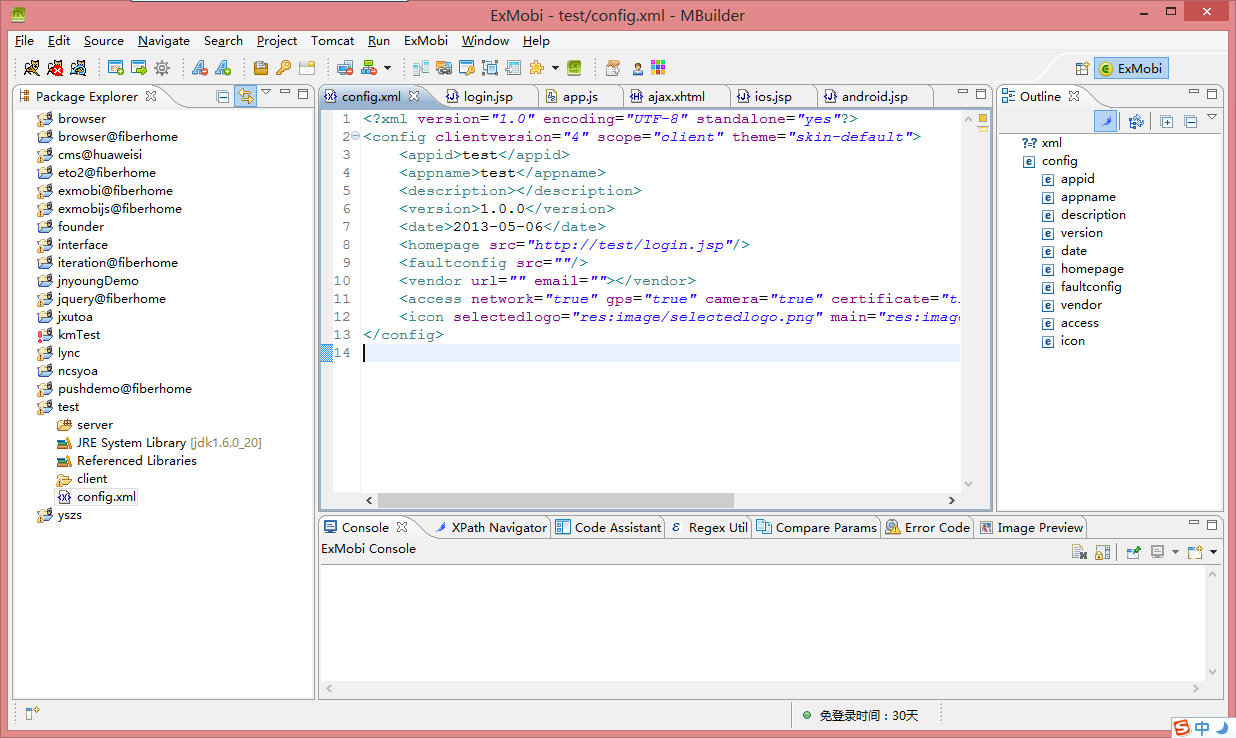 ExMobi - test/config.xml - MBuilder
File Edit Source Navigate Search Project Tomcat Run ExMobi Window Help
ExMobi
Package Explorer
browser
browser@fiberhome
cms@huaweisi
eto2@fiberhome
exmobi@fiberhome
exmobijs@fiberhome
founder
interface
iteration@fiberhome
jnyoungDemo
jquery@fiberhome
jxutoa
kmTest
lync
ncsyoa
pushdemo@fiberhome
test
server
JRE System Library [jdk1.6.0_20]
Referenced Libraries
client
config.xml
yszs
config.xml login.jsp app.js ajax.xhtml ios.jsp android.jsp
1 <?xml version="1.0" encoding="UTF-8" standalone="yes"?>
2 <config clientversion="4" scope="client" theme="skin-default">
3 <appid>test</appid>
4 <appname>test</appname>
5 <description></description>
6 <version>1.0.0</version>
7 <date>2013-05-06</date>
8 <homepage src="http://test/login.jsp"/>
9 <faultconfig src=""/>
10 <vendor url="" email=""></vendor>
11 <access network="true" gps="true" camera="true" certificate="t
12 <icon selectedlogo="res:image/selectedlogo.png" main="res:imag
13 </config>
14
Outline
?=? xml
config
appid
appname
description
version
date
homepage
faultconfig
vendor
access
icon
Console XPath Navigator Code Assistant Regex Util Compare Params Error Code Image Preview
ExMobi Console
免登录时间：30天
中